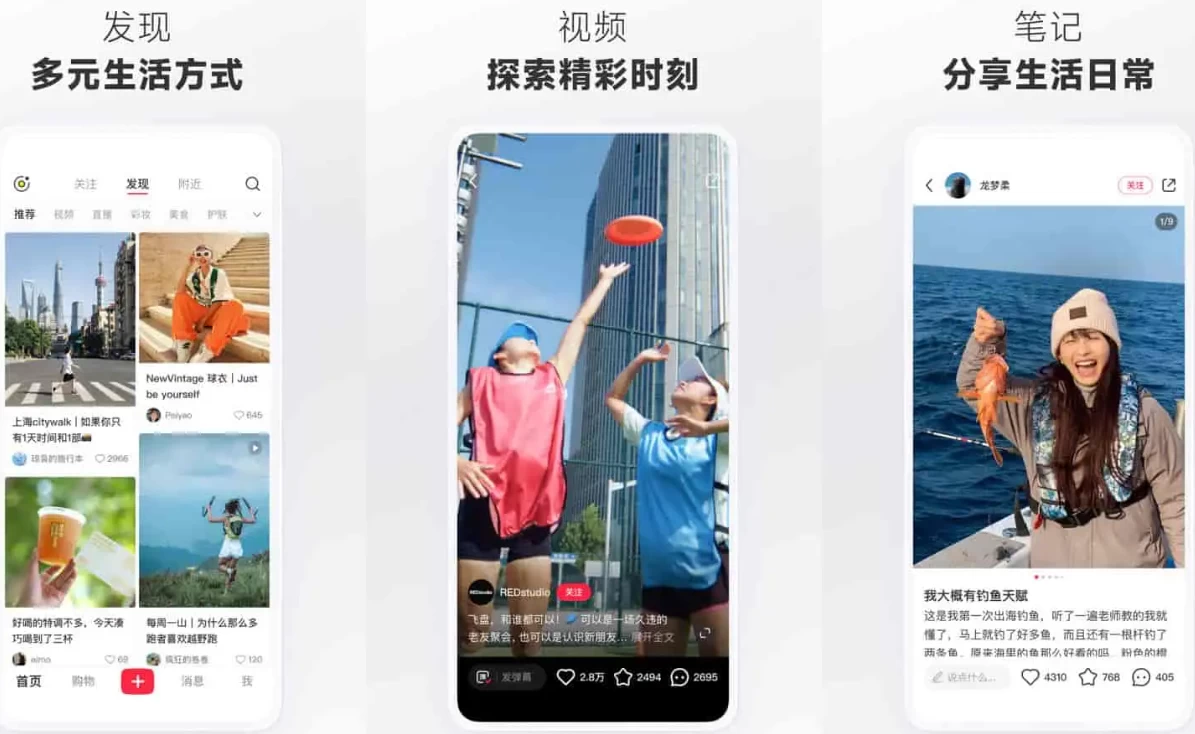 发现
多元生活方式
关注 发现 附近
推荐 视频 直播 彩妆 美食 护肤
NewVintage 球衣｜Just
be yourself
Peiyao 645
上海citywalk｜如果你只
有1天时间和1部📷
琼翡的旅行本 2966
好喝的特调不多，今天凑
巧喝到了三杯
aima 69
每周一山｜为什么那么多
跑者喜欢越野跑
疯狂的卷卷 120
首页 购物 消息 我
视频
探索精彩时刻
REDstudio 关注
飞盘，和谁都可以！🥏可以是一场久违的
老友聚会，也可以是认识新朋友... 展开全文
发弹幕 2.8万 2494 2695
笔记
分享生活日常
龙梦柔 关注
1/9
我大概有钓鱼天赋
这是我第一次出海钓鱼，听了一遍老师教的我就
懂了，马上就钓了好多鱼，而且还有一根杆钓了
两条鱼，原来海里的鱼那么好看的吗，粉色的橙
说点什么... 4310 768 405